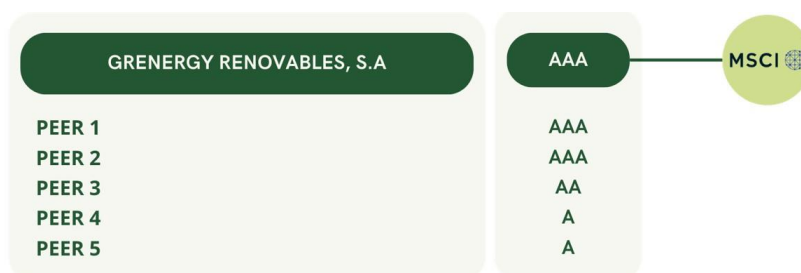 GRENERGY RENOVABLES, S.A AAA MSCI
PEER 1 AAA
PEER 2 AAA
PEER 3 AA
PEER 4 A
PEER 5 A